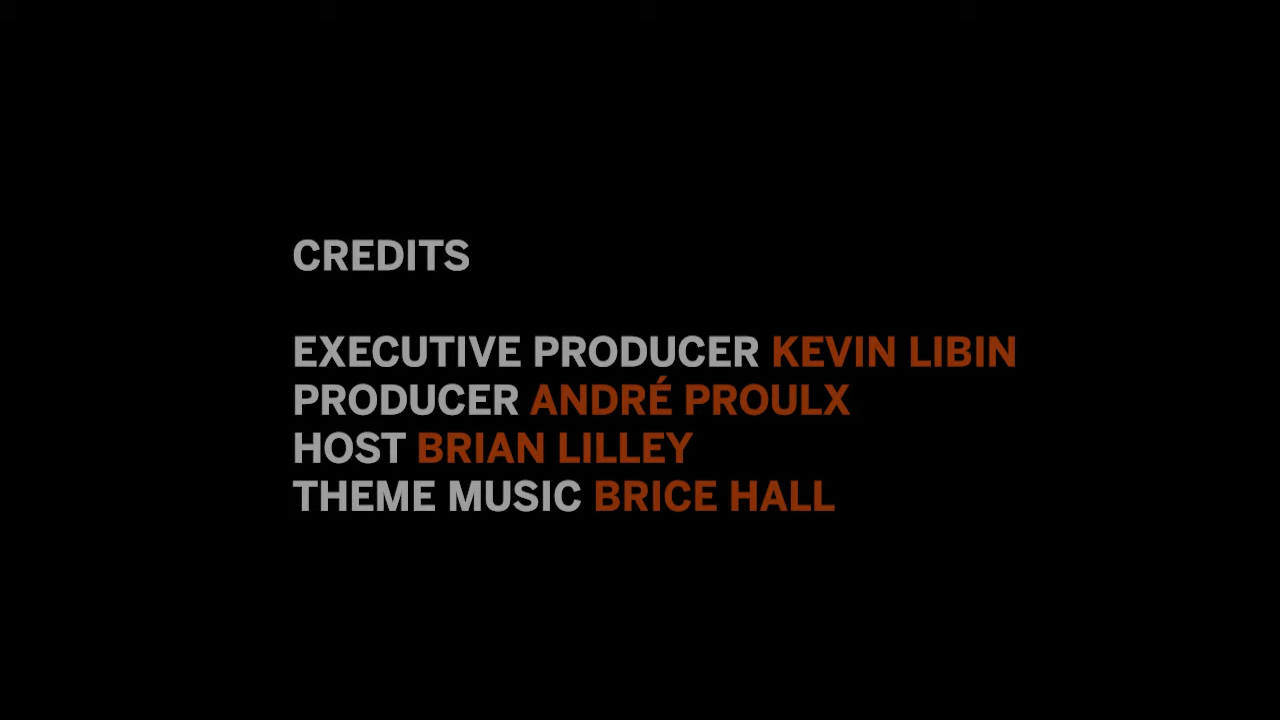 CREDITS
EXECUTIVE PRODUCER KEVIN LIBIN
PRODUCER ANDRÉ PROULX
HOST BRIAN LILLEY
THEME MUSIC BRICE HALL